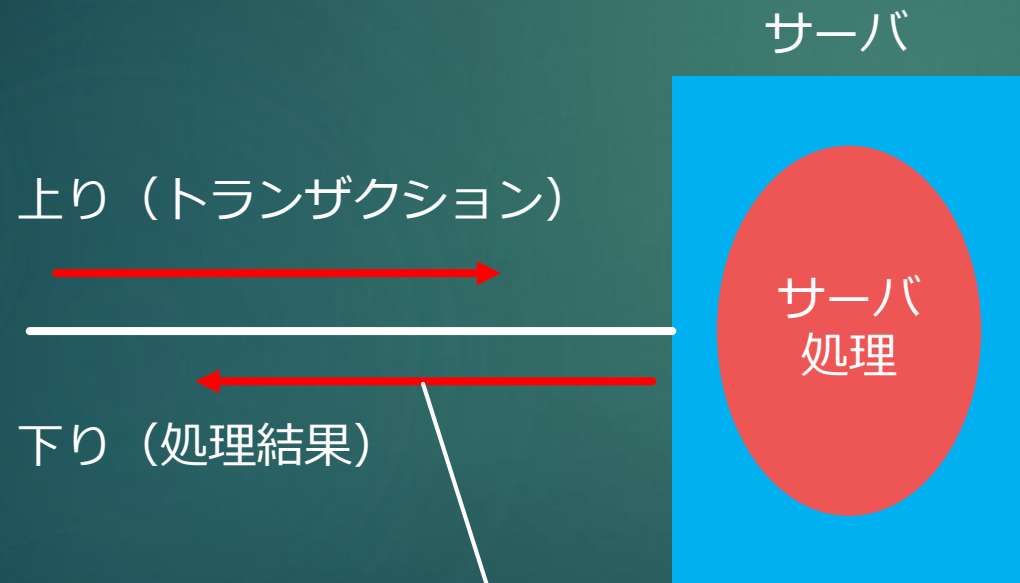 サーバ
上り（トランザクション）
サーバ
処理
下り（処理結果）